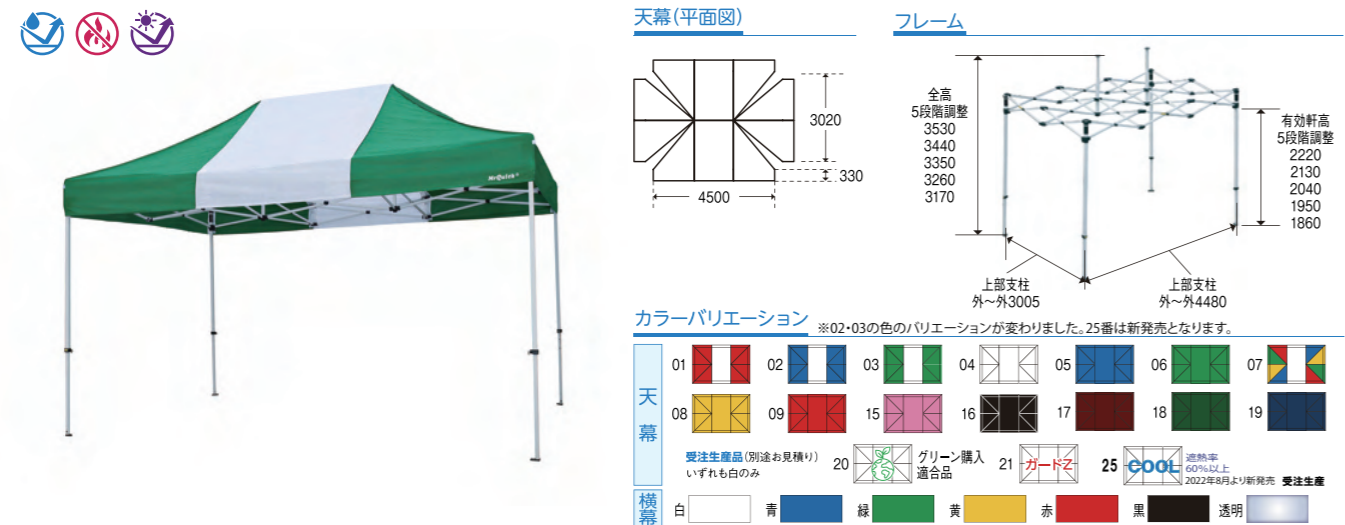 Mr.Quick
天幕(平面図)
3020
330
4500
フレーム
全高
5段階調整
3530
3440
3350
3260
3170
有効軒高
5段階調整
2220
2130
2040
1950
1860
上部支柱
外〜外3005
上部支柱
外〜外4480
カラーバリエーション ※02・03の色のバリエーションが変わりました。25番は新発売となります。
天幕
01 02 03 04 05 06 07
08 09 15 16 17 18 19
受注生産品(別途お見積り)
いずれも白のみ
20 グリーン購入
適合品
21 ガードZ
25 COOL 遮熱率
60%以上
2022年8月より新発売 受注生産
横幕
白 青 緑 黄 赤 黒 透明